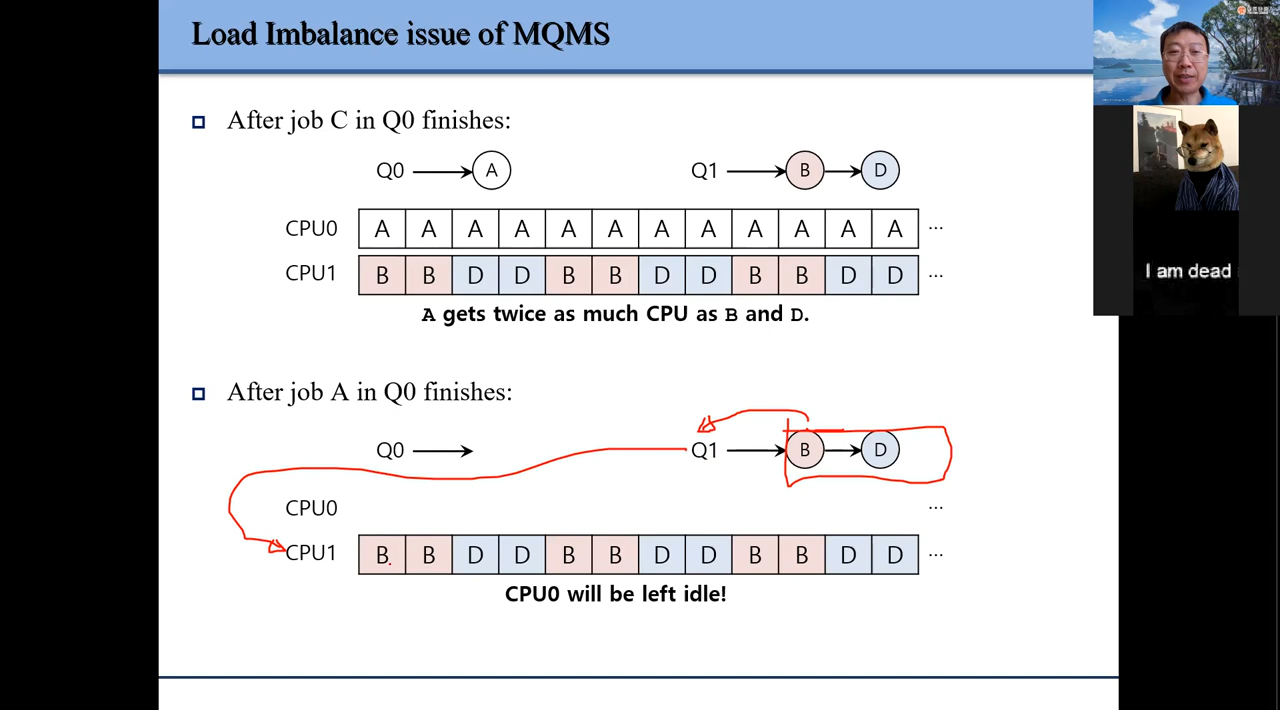 Load Imbalance issue of MQMS
After job C in Q0 finishes:
Q0 A Q1 B D
CPU0 A A A A A A A A A A A A ...
CPU1 B B D D B B D D B B D D ...
A gets twice as much CPU as B and D.
After job A in Q0 finishes:
Q0 Q1 B D
CPU0 ...
CPU1 B B D D B B D D B B D D ...
CPU0 will be left idle!
I am dead